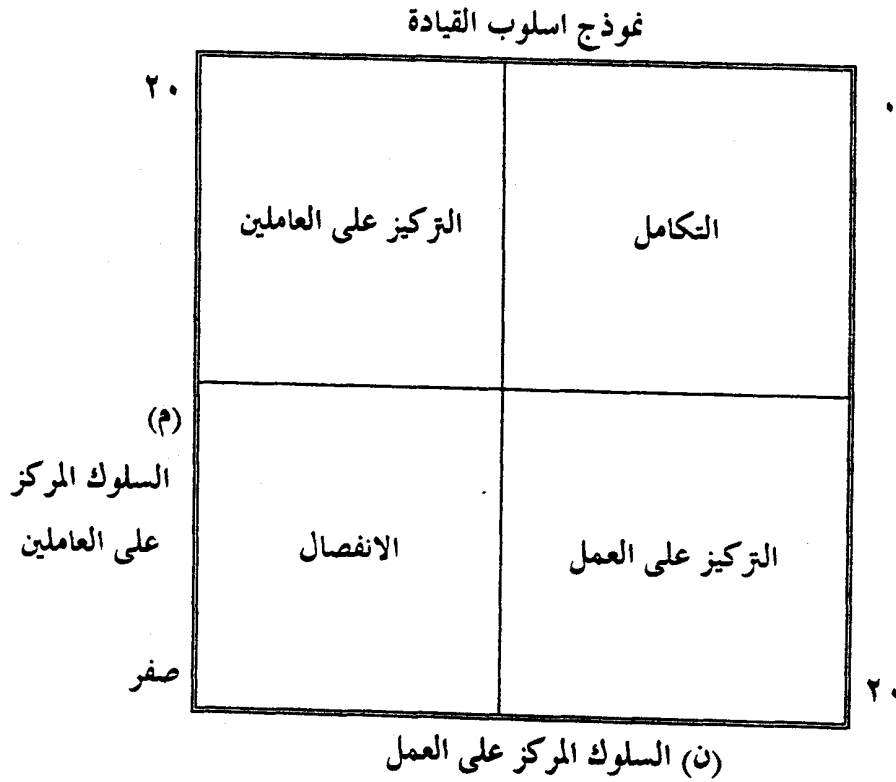 نموذج اسلوب القيادة
٢٠
٠
التكامل
التركيز على العاملين
(م)
السلوك المركز
على العاملين
التركيز على العمل
الانفصال
صفر
٢٠
(ن) السلوك المركز على العمل